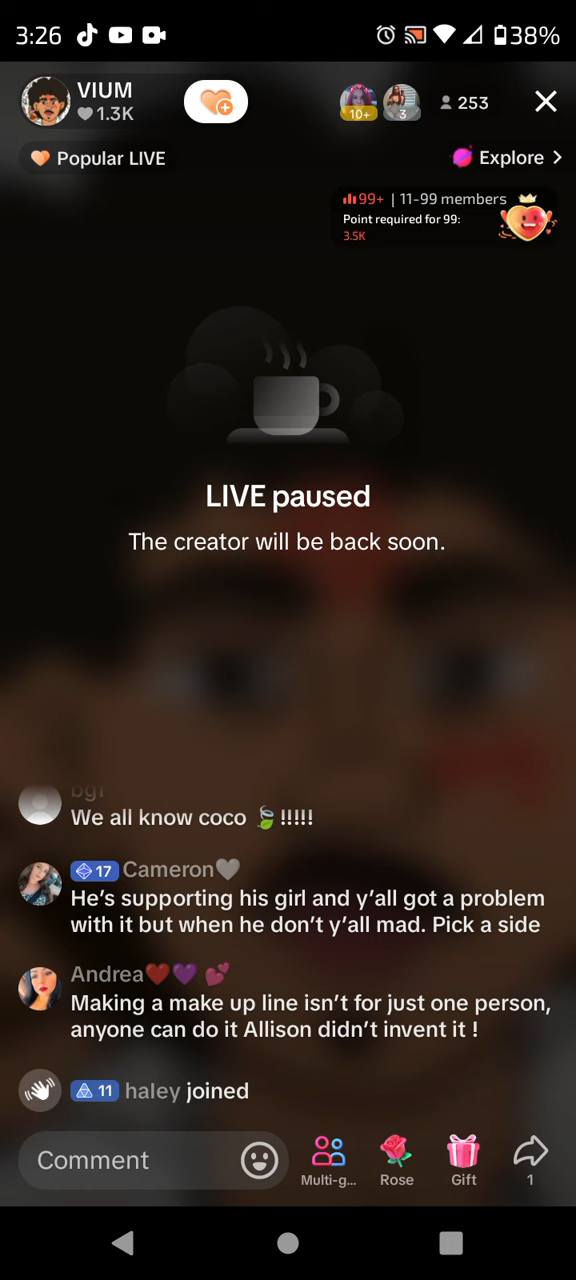 3:26
38%
VIUM
1.3K
10+
3
253
Popular LIVE
Explore
99+ | 11-99 members
Point required for 99:
3.5K
LIVE paused
The creator will be back soon.
bgf
We all know coco 🍃!!!!!
17 Cameron🩶
He's supporting his girl and y'all got a problem
with it but when he don't y'all mad. Pick a side
Andrea❤️💜 💕
Making a make up line isn't for just one person,
anyone can do it Allison didn't invent it !
11 haley joined
Comment
Multi-g...
Rose
Gift
1